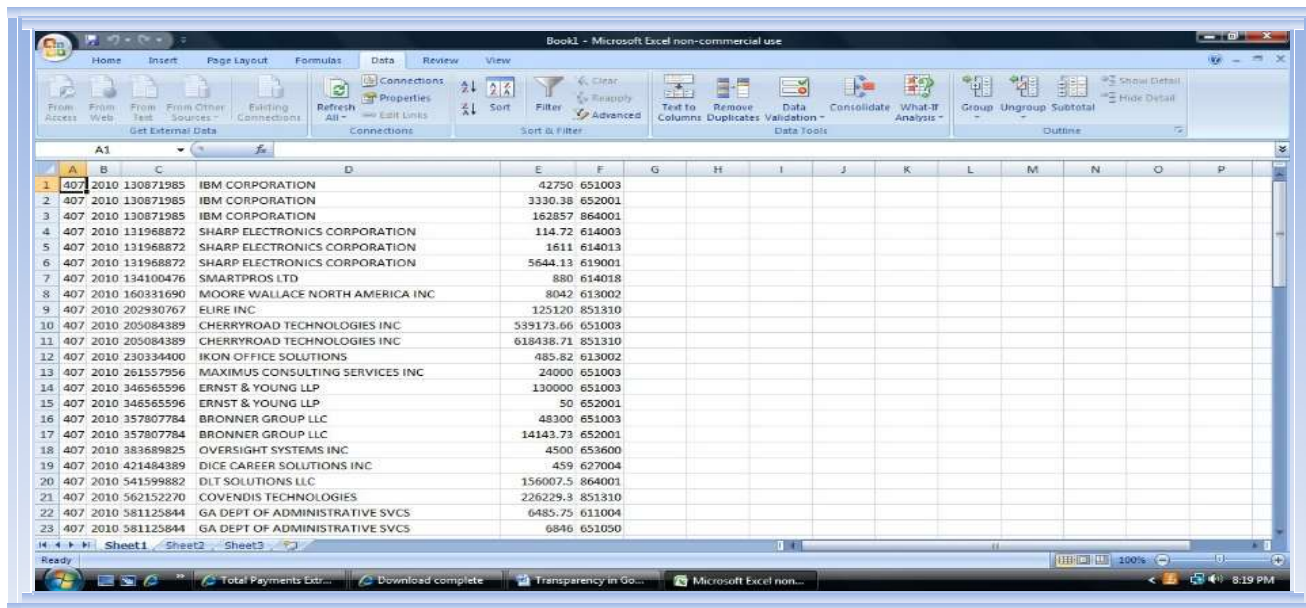 Book1 - Microsoft Excel non-commercial use
Home Insert Page Layout Formulas Data Review View
From Access From Web From Text From Other Sources Existing Connections Refresh All Connections Properties Edit Links Sort Filter Clear Reapply Advanced Text to Columns Remove Duplicates Data Validation Consolidate What-If Analysis Group Ungroup Subtotal Show Detail Hide Detail
Get External Data Connections Sort & Filter Data Tools Outline
A1 fx
A B C D E F G H I J K L M N O P
1 407 2010 130871985 IBM CORPORATION 42750 651003
2 407 2010 130871985 IBM CORPORATION 3330.38 652001
3 407 2010 130871985 IBM CORPORATION 162857 864001
4 407 2010 131968872 SHARP ELECTRONICS CORPORATION 114.72 614003
5 407 2010 131968872 SHARP ELECTRONICS CORPORATION 1611 614013
6 407 2010 131968872 SHARP ELECTRONICS CORPORATION 5644.13 619001
7 407 2010 134100476 SMARTPROS LTD 880 614018
8 407 2010 160331690 MOORE WALLACE NORTH AMERICA INC 8042 613002
9 407 2010 202930767 ELIRE INC 125120 851310
10 407 2010 205084389 CHERRYROAD TECHNOLOGIES INC 539173.66 651003
11 407 2010 205084389 CHERRYROAD TECHNOLOGIES INC 618438.71 851310
12 407 2010 230334400 IKON OFFICE SOLUTIONS 485.82 613002
13 407 2010 261557956 MAXIMUS CONSULTING SERVICES INC 24000 651003
14 407 2010 346565596 ERNST & YOUNG LLP 130000 651003
15 407 2010 346565596 ERNST & YOUNG LLP 50 652001
16 407 2010 357807784 BRONNER GROUP LLC 48300 651003
17 407 2010 357807784 BRONNER GROUP LLC 14143.73 652001
18 407 2010 383689825 OVERSIGHT SYSTEMS INC 4500 653600
19 407 2010 421484389 DICE CAREER SOLUTIONS INC 459 627004
20 407 2010 541599882 DLT SOLUTIONS LLC 156007.5 864001
21 407 2010 562152270 COVENDIS TECHNOLOGIES 226229.3 851310
22 407 2010 581125844 GA DEPT OF ADMINISTRATIVE SVCS 6485.75 611004
23 407 2010 581125844 GA DEPT OF ADMINISTRATIVE SVCS 6846 651050
Sheet1 Sheet2 Sheet3
Ready 100%
Total Payments Extr... Download complete Transparency in Go... Microsoft Excel non... 8:19 PM